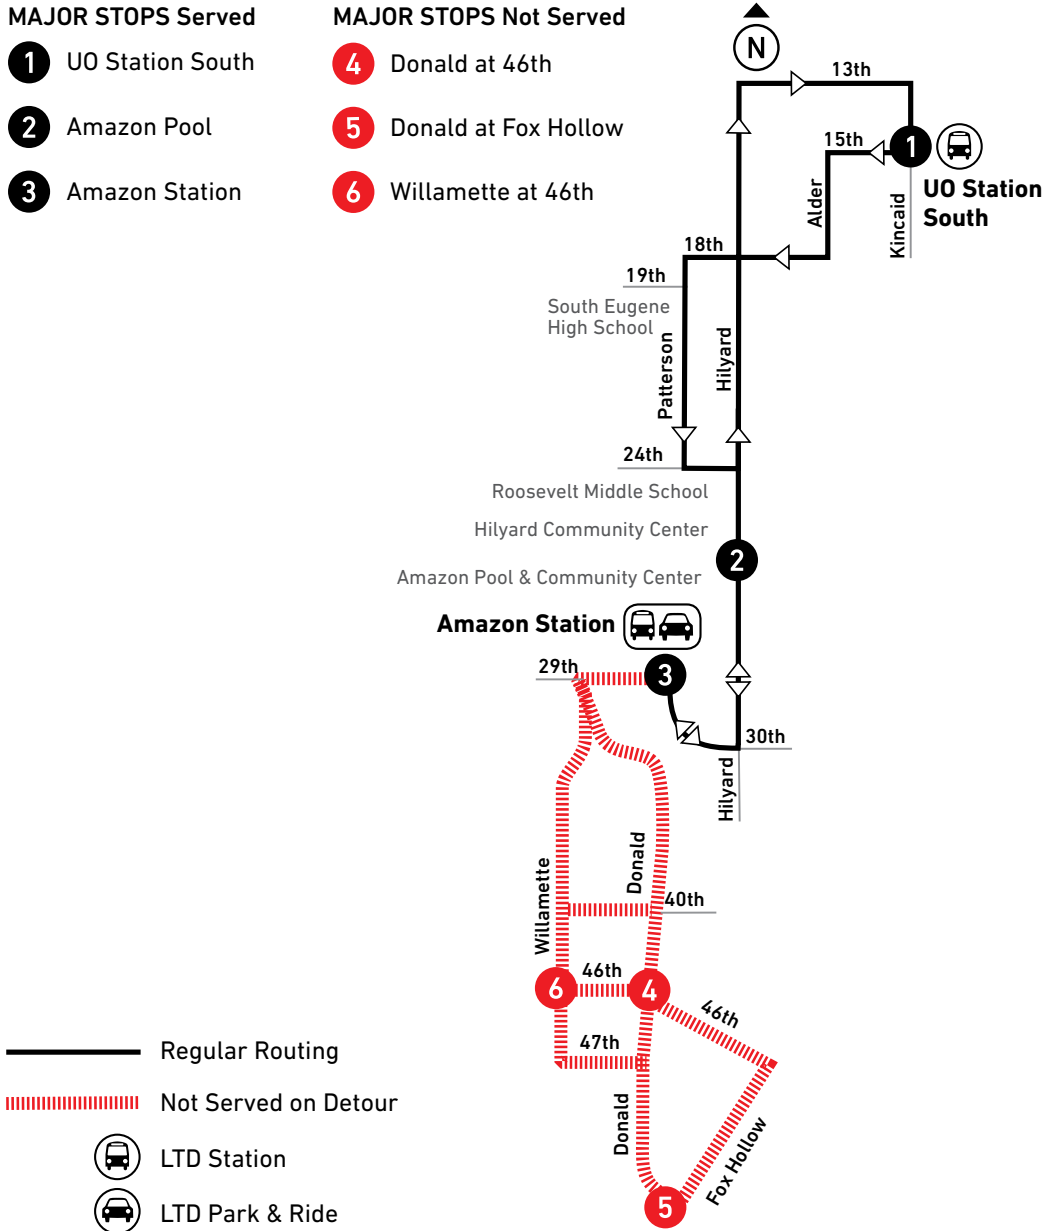 MAJOR STOPS Served
1 UO Station South
2 Amazon Pool
3 Amazon Station
MAJOR STOPS Not Served
4 Donald at 46th
5 Donald at Fox Hollow
6 Willamette at 46th
N
13th
15th
1
UO Station
South
Alder
Kincaid
18th
19th
South Eugene
High School
Patterson
Hilyard
24th
Roosevelt Middle School
Hilyard Community Center
2
Amazon Pool & Community Center
Amazon Station
29th
3
30th
Hilyard
Donald
Willamette
40th
46th
6
4
46th
47th
Donald
Fox Hollow
5
Regular Routing
Not Served on Detour
LTD Station
LTD Park & Ride